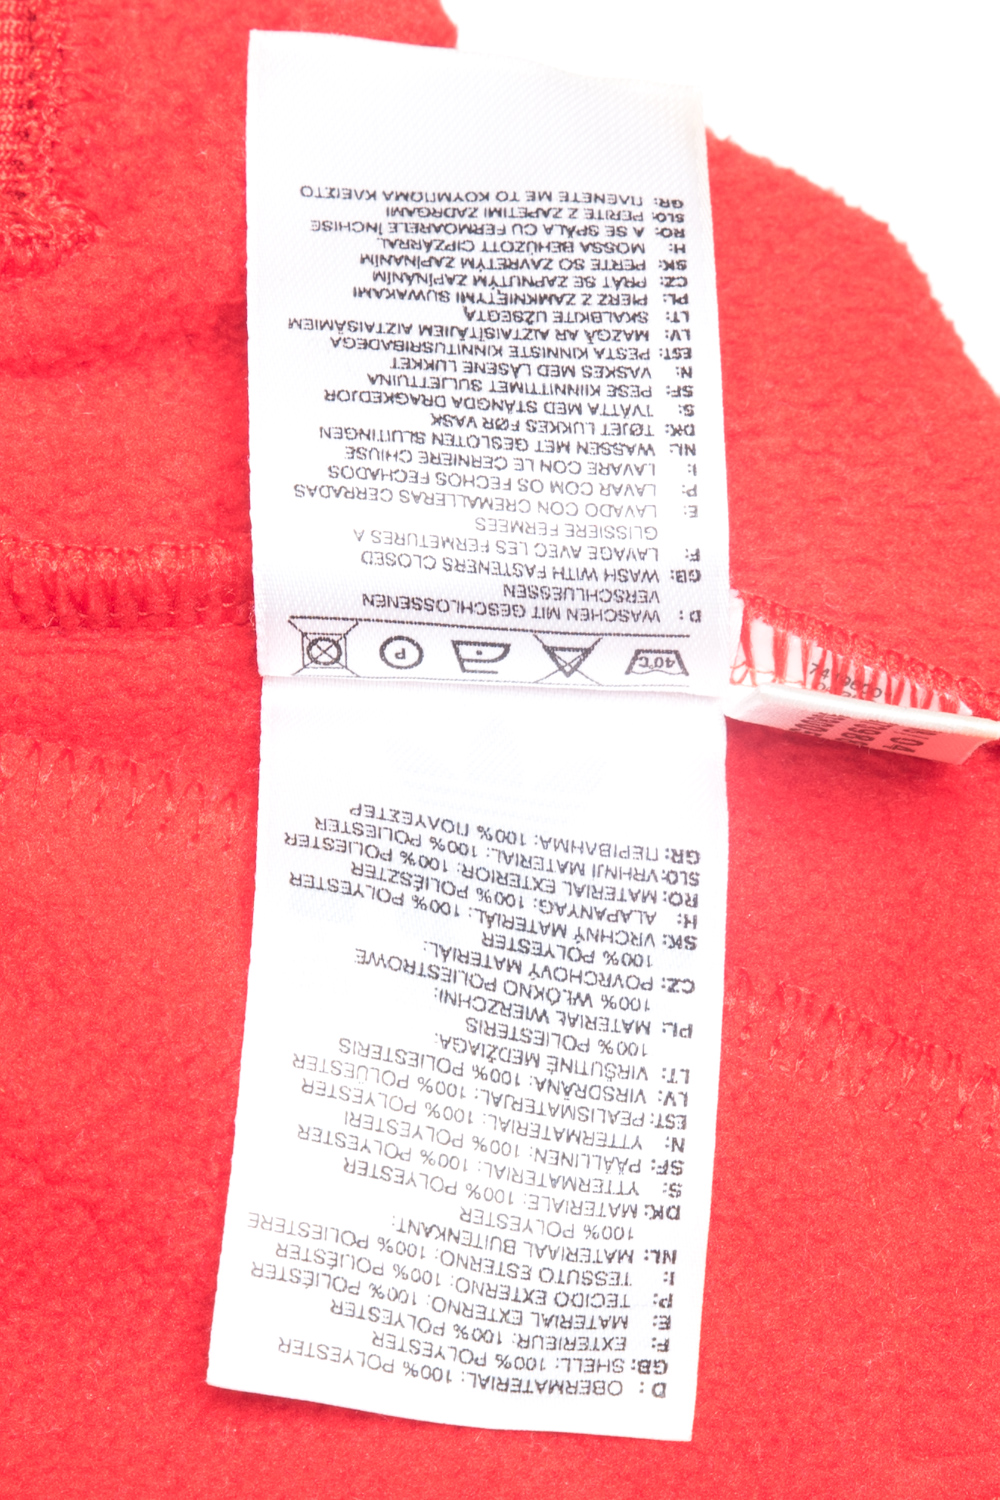 D: OBERMATERIAL: 100% POLYESTER
GB: SHELL: 100% POLYESTER
F: EXTERIEUR: 100% POLYESTER
E: MATERIAL EXTERNO: 100% POLIÉSTER
P: TECIDO EXTERNO: 100% POLIÉSTER
I: TESSUTO ESTERNO: 100% POLIESTERE
NL: MATERIAAL BUITENKANT:
100% POLYESTER
DK: MATERIALE: 100% POLYESTER
S: YTTERMATERIAL: 100% POLYESTER
SF: PÄÄLLINEN: 100% POLYESTERI
N: YTTERMATERIAL: 100% POLYESTER
EST: PEALISMATERJAL: 100% POLÜESTER
LV: VIRSDRĀNA: 100% POLIESTERIS
LT: VIRŠUTINĖ MEDŽIAGA:
100% POLIESTERIS
PL: MATERIAŁ WIERZCHNI:
100% WŁÓKNO POLIESTROWE
CZ: POVRCHOVÝ MATERIÁL:
100% POLYESTER
SK: VRCHNÝ MATERIÁL: 100% POLYESTER
H: ALAPANYAG: 100% POLIÉSZTER
RO: MATERIAL EXTERIOR: 100% POLIESTER
SLO: VRHNJI MATERIAL: 100% POLIESTER
GR: ΠΕΡΙΒΛΗΜΑ: 100% ΠΟΛΥΕΣΤΕΡ
40°C P
D: WASCHEN MIT GESCHLOSSENEN
VERSCHLUESSEN
GB: WASH WITH FASTENERS CLOSED
F: LAVAGE AVEC LES FERMETURES A
GLISSIERE FERMEES
E: LAVADO CON CREMALLERAS CERRADAS
P: LAVAR COM OS FECHOS FECHADOS
I: LAVARE CON LE CERNIERE CHIUSE
NL: WASSEN MET GESLOTEN SLUITINGEN
DK: TØJET LUKKES FØR VASK
S: TVÄTTA MED STÄNGDA DRAGKEDJOR
SF: PESE KIINNITTIMET SULJETTUINA
N: VASKES MED LÅSENE LUKKET
EST: PESTA KINNISTE KINNITUSRIBADEGA
LV: MAZGĀ AR AIZTAISĪTĀJIEM AIZTAISĀMIEM
LT: SKALBKITE UŽSEGTĄ
PL: PIERZ Z ZAMKNIĘTYMI SUWAKAMI
CZ: PRÁT SE ZAPNUTÝM ZAPÍNÁNÍM
SK: PERTE SO ZAVRETÝM ZAPÍNANÍM
H: MOSSA BEHÚZOTT CIPZÁRRAL
RO: A SE SPĂLA CU FERMOARELE ÎNCHISE
SLO: PERITE Z ZAPETIMI ZADRGAMI
GR: ΠΛΕΝΕΤΕ ΜΕ ΤΟ ΚΟΥΜΠΩΜΑ ΚΛΕΙΣΤΟ